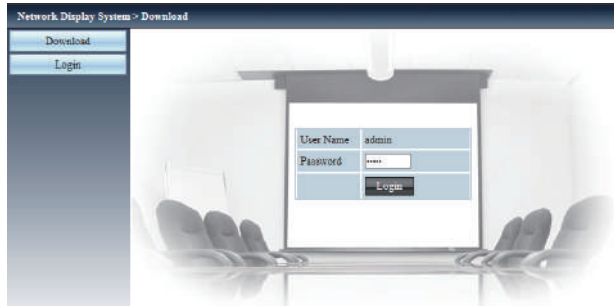 Network Display System > Download
Download
Login
User Name admin
Password •••••
Login